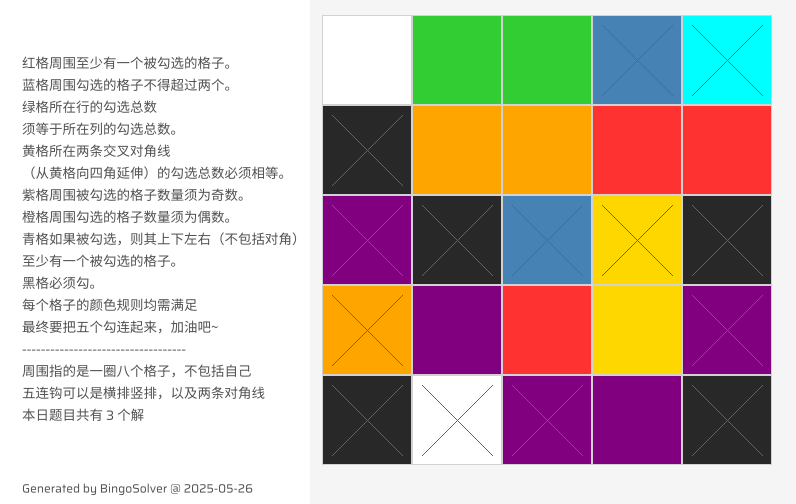 红格周围至少有一个被勾选的格子。
蓝格周围勾选的格子不得超过两个。
绿格所在行的勾选总数
须等于所在列的勾选总数。
黄格所在两条交叉对角线
（从黄格向四角延伸）的勾选总数必须相等。
紫格周围被勾选的格子数量须为奇数。
橙格周围勾选的格子数量须为偶数。
青格如果被勾选，则其上下左右（不包括对角）
至少有一个被勾选的格子。
黑格必须勾。
每个格子的颜色规则均需满足
最终要把五个勾连起来，加油吧~
-----------------------------------
周围指的是一圈八个格子，不包括自己
五连钩可以是横排竖排，以及两条对角线
本日题目共有 3 个解
Generated by BingoSolver @ 2025-05-26